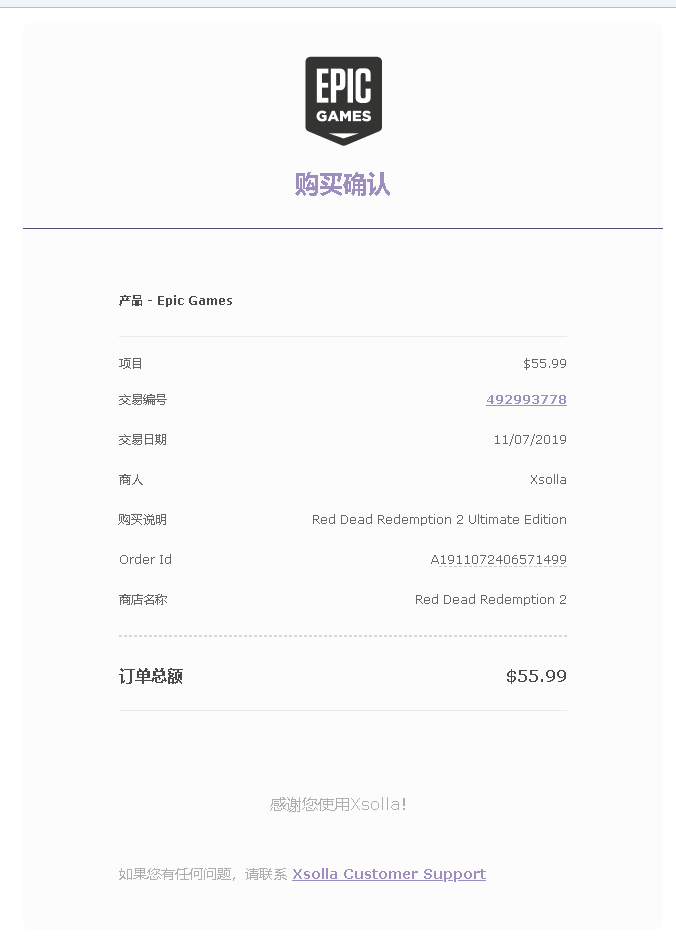 EPIC
GAMES
购买确认
产品 - Epic Games
项目 $55.99
交易编号 492993778
交易日期 11/07/2019
商人 Xsolla
购买说明 Red Dead Redemption 2 Ultimate Edition
Order Id A1911072406571499
商店名称 Red Dead Redemption 2
订单总额 $55.99
感谢您使用Xsolla!
如果您有任何问题，请联系 Xsolla Customer Support